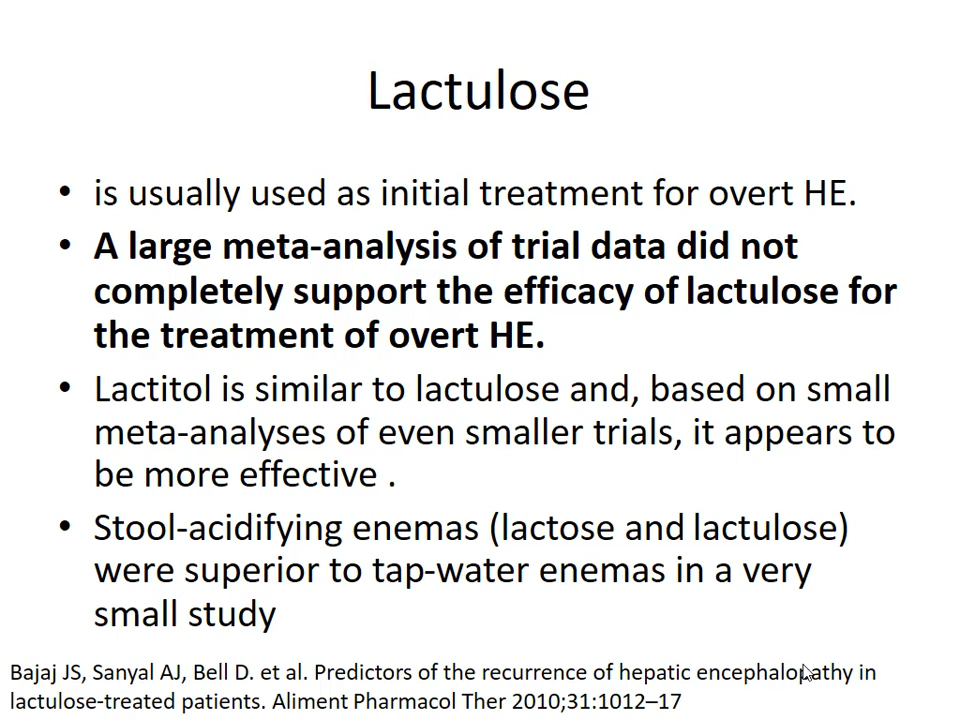 Lactulose
• is usually used as initial treatment for overt HE.
• A large meta-analysis of trial data did not
completely support the efficacy of lactulose for
the treatment of overt HE.
• Lactitol is similar to lactulose and, based on small
meta-analyses of even smaller trials, it appears to
be more effective .
• Stool-acidifying enemas (lactose and lactulose)
were superior to tap-water enemas in a very
small study
Bajaj JS, Sanyal AJ, Bell D. et al. Predictors of the recurrence of hepatic encephalopathy in
lactulose-treated patients. Aliment Pharmacol Ther 2010;31:1012–17